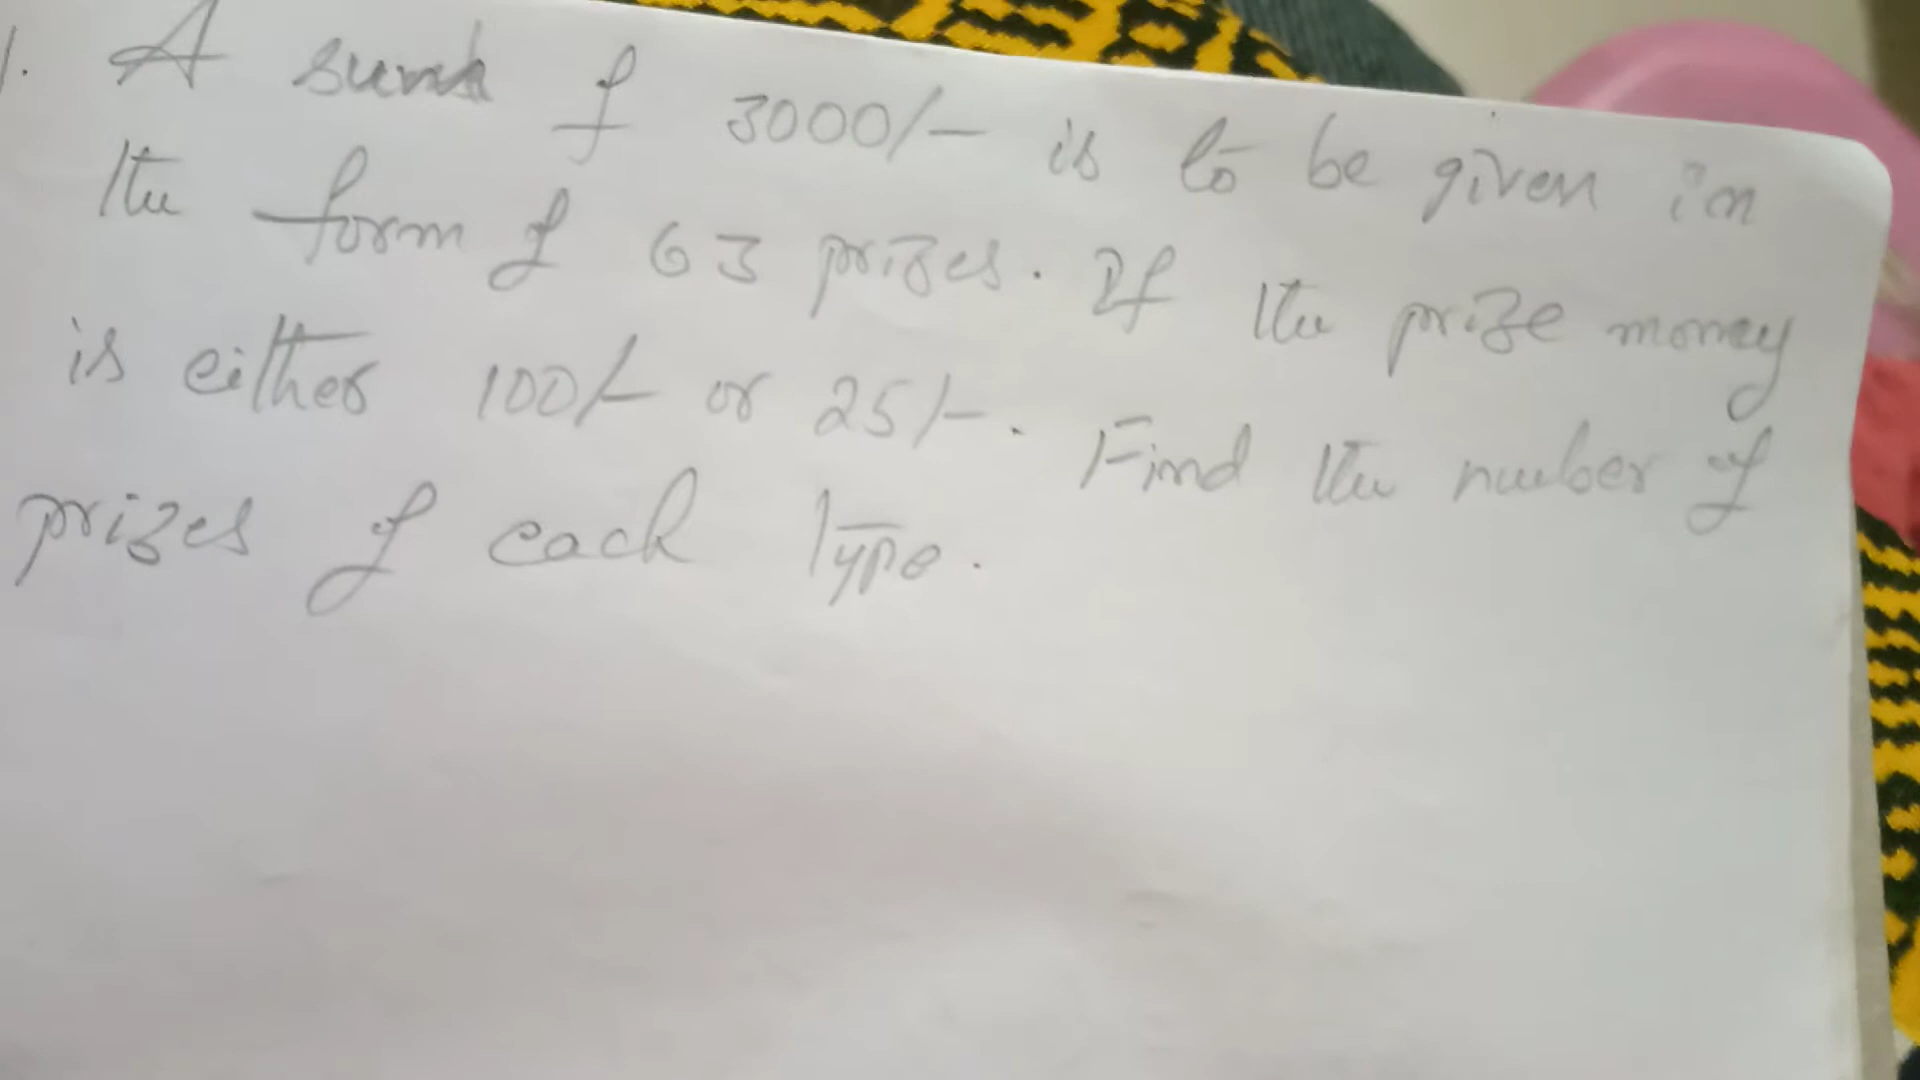 1. A sum of 3000/- is to be given in
the form of 63 prizes. If the prize money
is either 100/- or 25/-. Find the number of
prizes of each type.